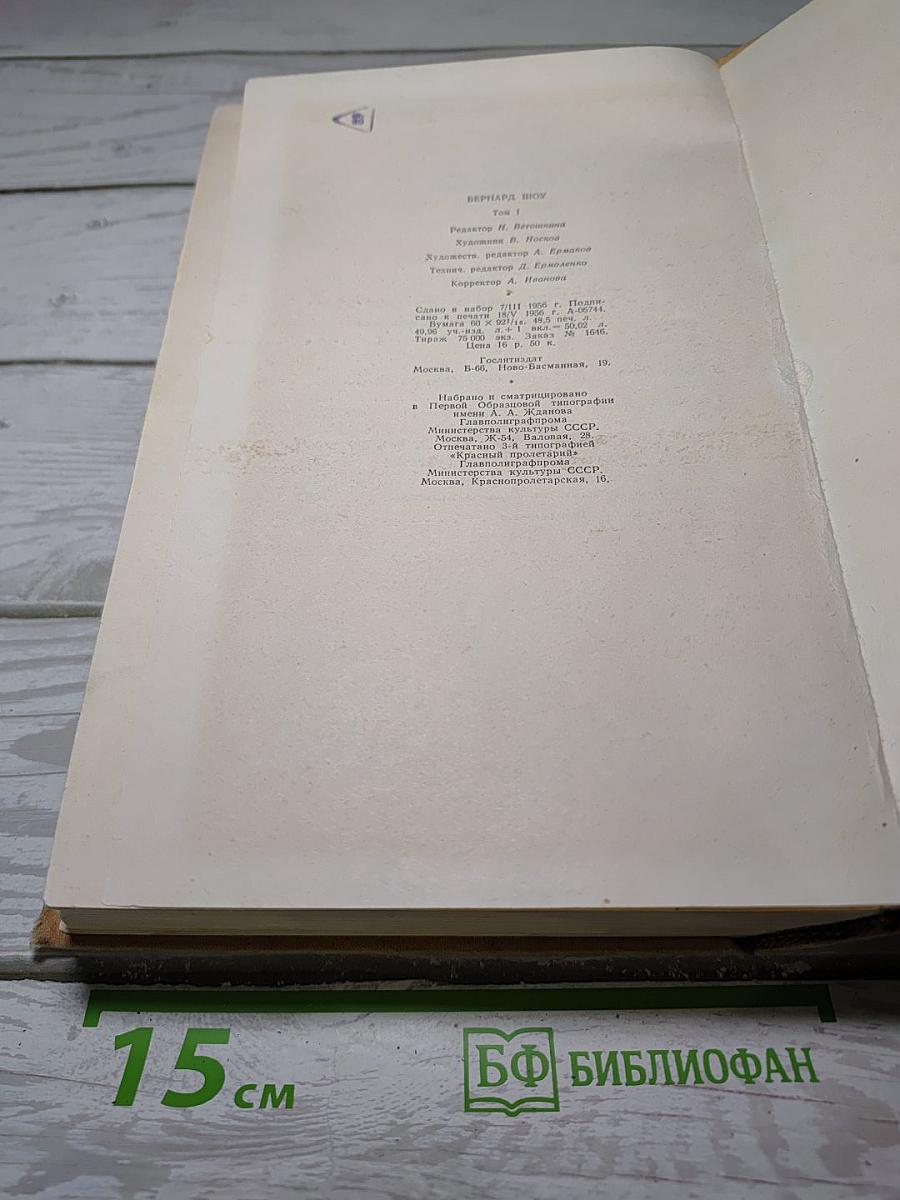 БЕРНАРД ШОУ
Том 1
Редактор Н. Ветошкина
Художник В. Носков
Художеств. редактор А. Ермаков
Технич. редактор Д. Ермоленко
Корректор А. Иванова
Сдано в набор 7/III 1956 г. Подпи-
сано к печати 18/V 1956 г. А-06744.
Бумага 60 × 92 1/16. 48,5 печ. л.
49,96 уч.-изд. л. + 1 вкл. = 50,02 л.
Тираж 75 000 экз. Заказ № 1646.
Цена 16 р. 50 к.
Гослитиздат
Москва, Б-66, Ново-Басманная, 19.
Набрано и сматрицировано
в Первой Образцовой типографии
имени А. А. Жданова
Главполиграфпрома
Министерства культуры СССР.
Москва, Ж-54, Валовая, 28.
Отпечатано 3-й типографией
«Красный пролетарий»
Главполиграфпрома
Министерства культуры СССР.
Москва, Краснопролетарская, 16.
15 см
БФ БИБЛИОФАН